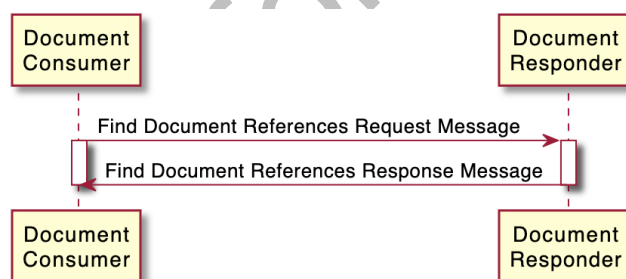 Document Document
Consumer Responder
Find Document References Request Message
Find Document References Response Message
Document Document
Consumer Responder